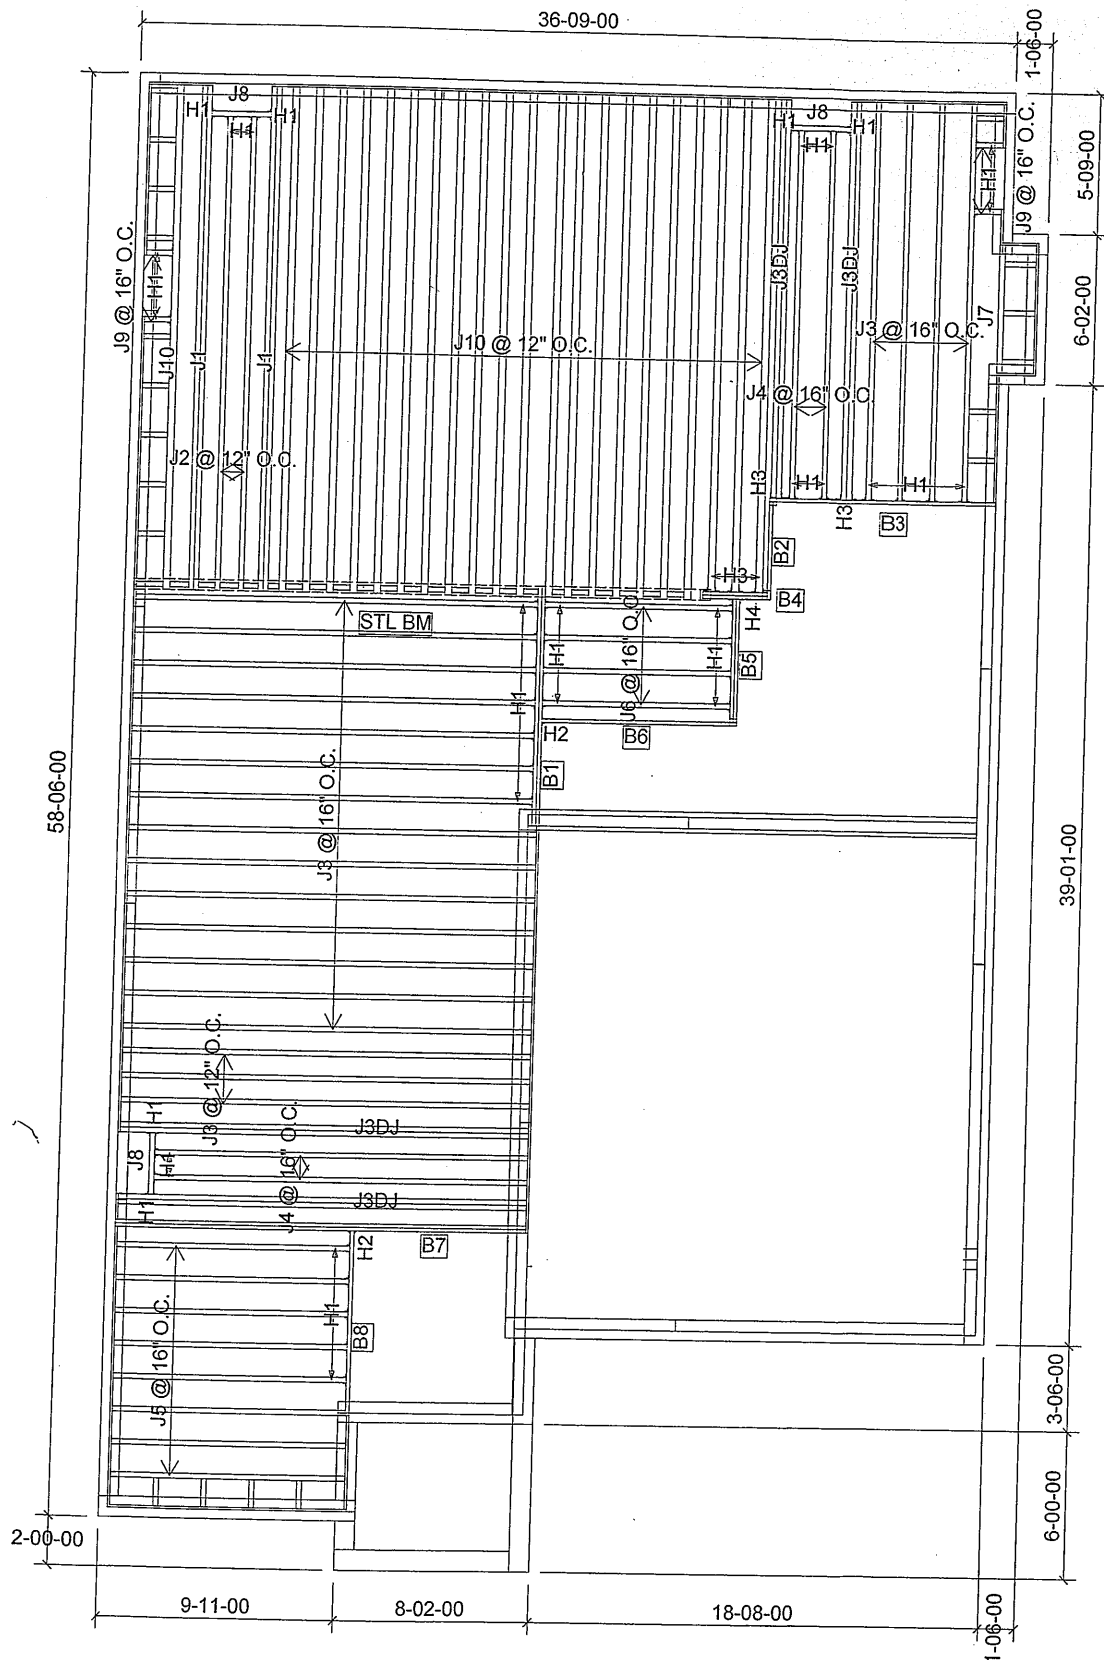 36-09-00
1-06-00
J8
H1
H1
H1
J8
H1
H1
H1
J9 @ 16" O.C.
H1
5-09-00
J9 @ 16" O.C.
H1
J10
J1
J1
J10 @ 12" O.C.
J3DJ
J3DJ
J3 @ 16" O.C.
J7
6-02-00
J4 @ 16" O.C.
J2 @ 12" O.C.
H3
H1
H1
H3
B3
B2
H3
B4
H4
STL BM
H1
H1
J6 @ 16" O.C.
H1
B5
H2
B6
B1
58-06-00
J3 @ 16" O.C.
39-01-00
J3 @ 12" O.C.
H1
J3DJ
J8
H1
J4 @ 16" O.C.
J3DJ
H1
H2
B7
J5 @ 16" O.C.
H1
B8
3-06-00
6-00-00
2-00-00
9-11-00
8-02-00
18-08-00
1-06-00